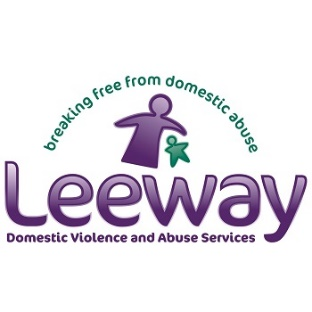 breaking free from domestic abuse
Leeway
Domestic Violence and Abuse Services